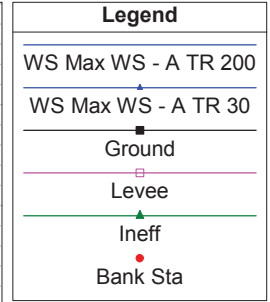 Legend
WS Max WS - A TR 200
WS Max WS - A TR 30
Ground
Levee
Ineff
Bank Sta